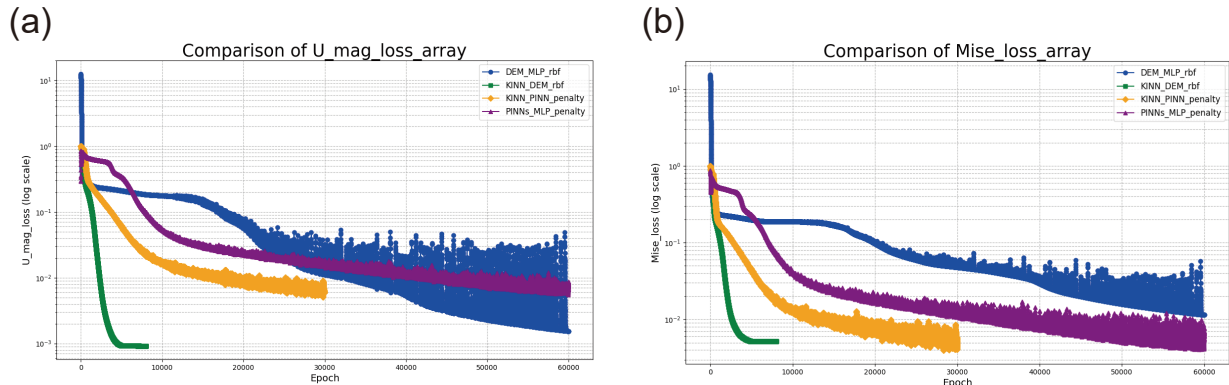 (a)
Comparison of U_mag_loss_array
DEM_MLP_rbf
KINN_DEM_rbf
KINN_PINN_penalty
PINNs_MLP_penalty
U_mag_loss (log scale)
10¹
10⁰
10⁻¹
10⁻²
10⁻³
0 10000 20000 30000 40000 50000 60000
Epoch
(b)
Comparison of Mise_loss_array
DEM_MLP_rbf
KINN_DEM_rbf
KINN_PINN_penalty
PINNs_MLP_penalty
Mise_loss (log scale)
10¹
10⁰
10⁻¹
10⁻²
0 10000 20000 30000 40000 50000 60000
Epoch